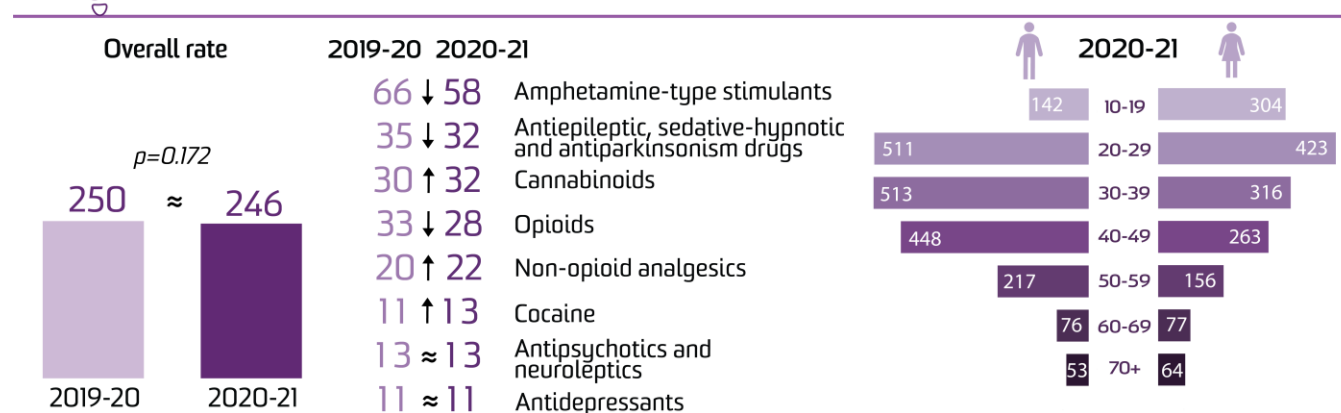 Overall rate
p=0.172
250 ≈ 246
2019-20 2020-21
2019-20 2020-21
66 ↓ 58 Amphetamine-type stimulants
35 ↓ 32 Antiepileptic, sedative-hypnotic
and antiparkinsonism drugs
30 ↑ 32 Cannabinoids
33 ↓ 28 Opioids
20 ↑ 22 Non-opioid analgesics
11 ↑ 13 Cocaine
13 ≈ 13 Antipsychotics and
neuroleptics
11 ≈ 11 Antidepressants
2020-21
142 10-19 304
511 20-29 423
513 30-39 316
448 40-49 263
217 50-59 156
76 60-69 77
53 70+ 64